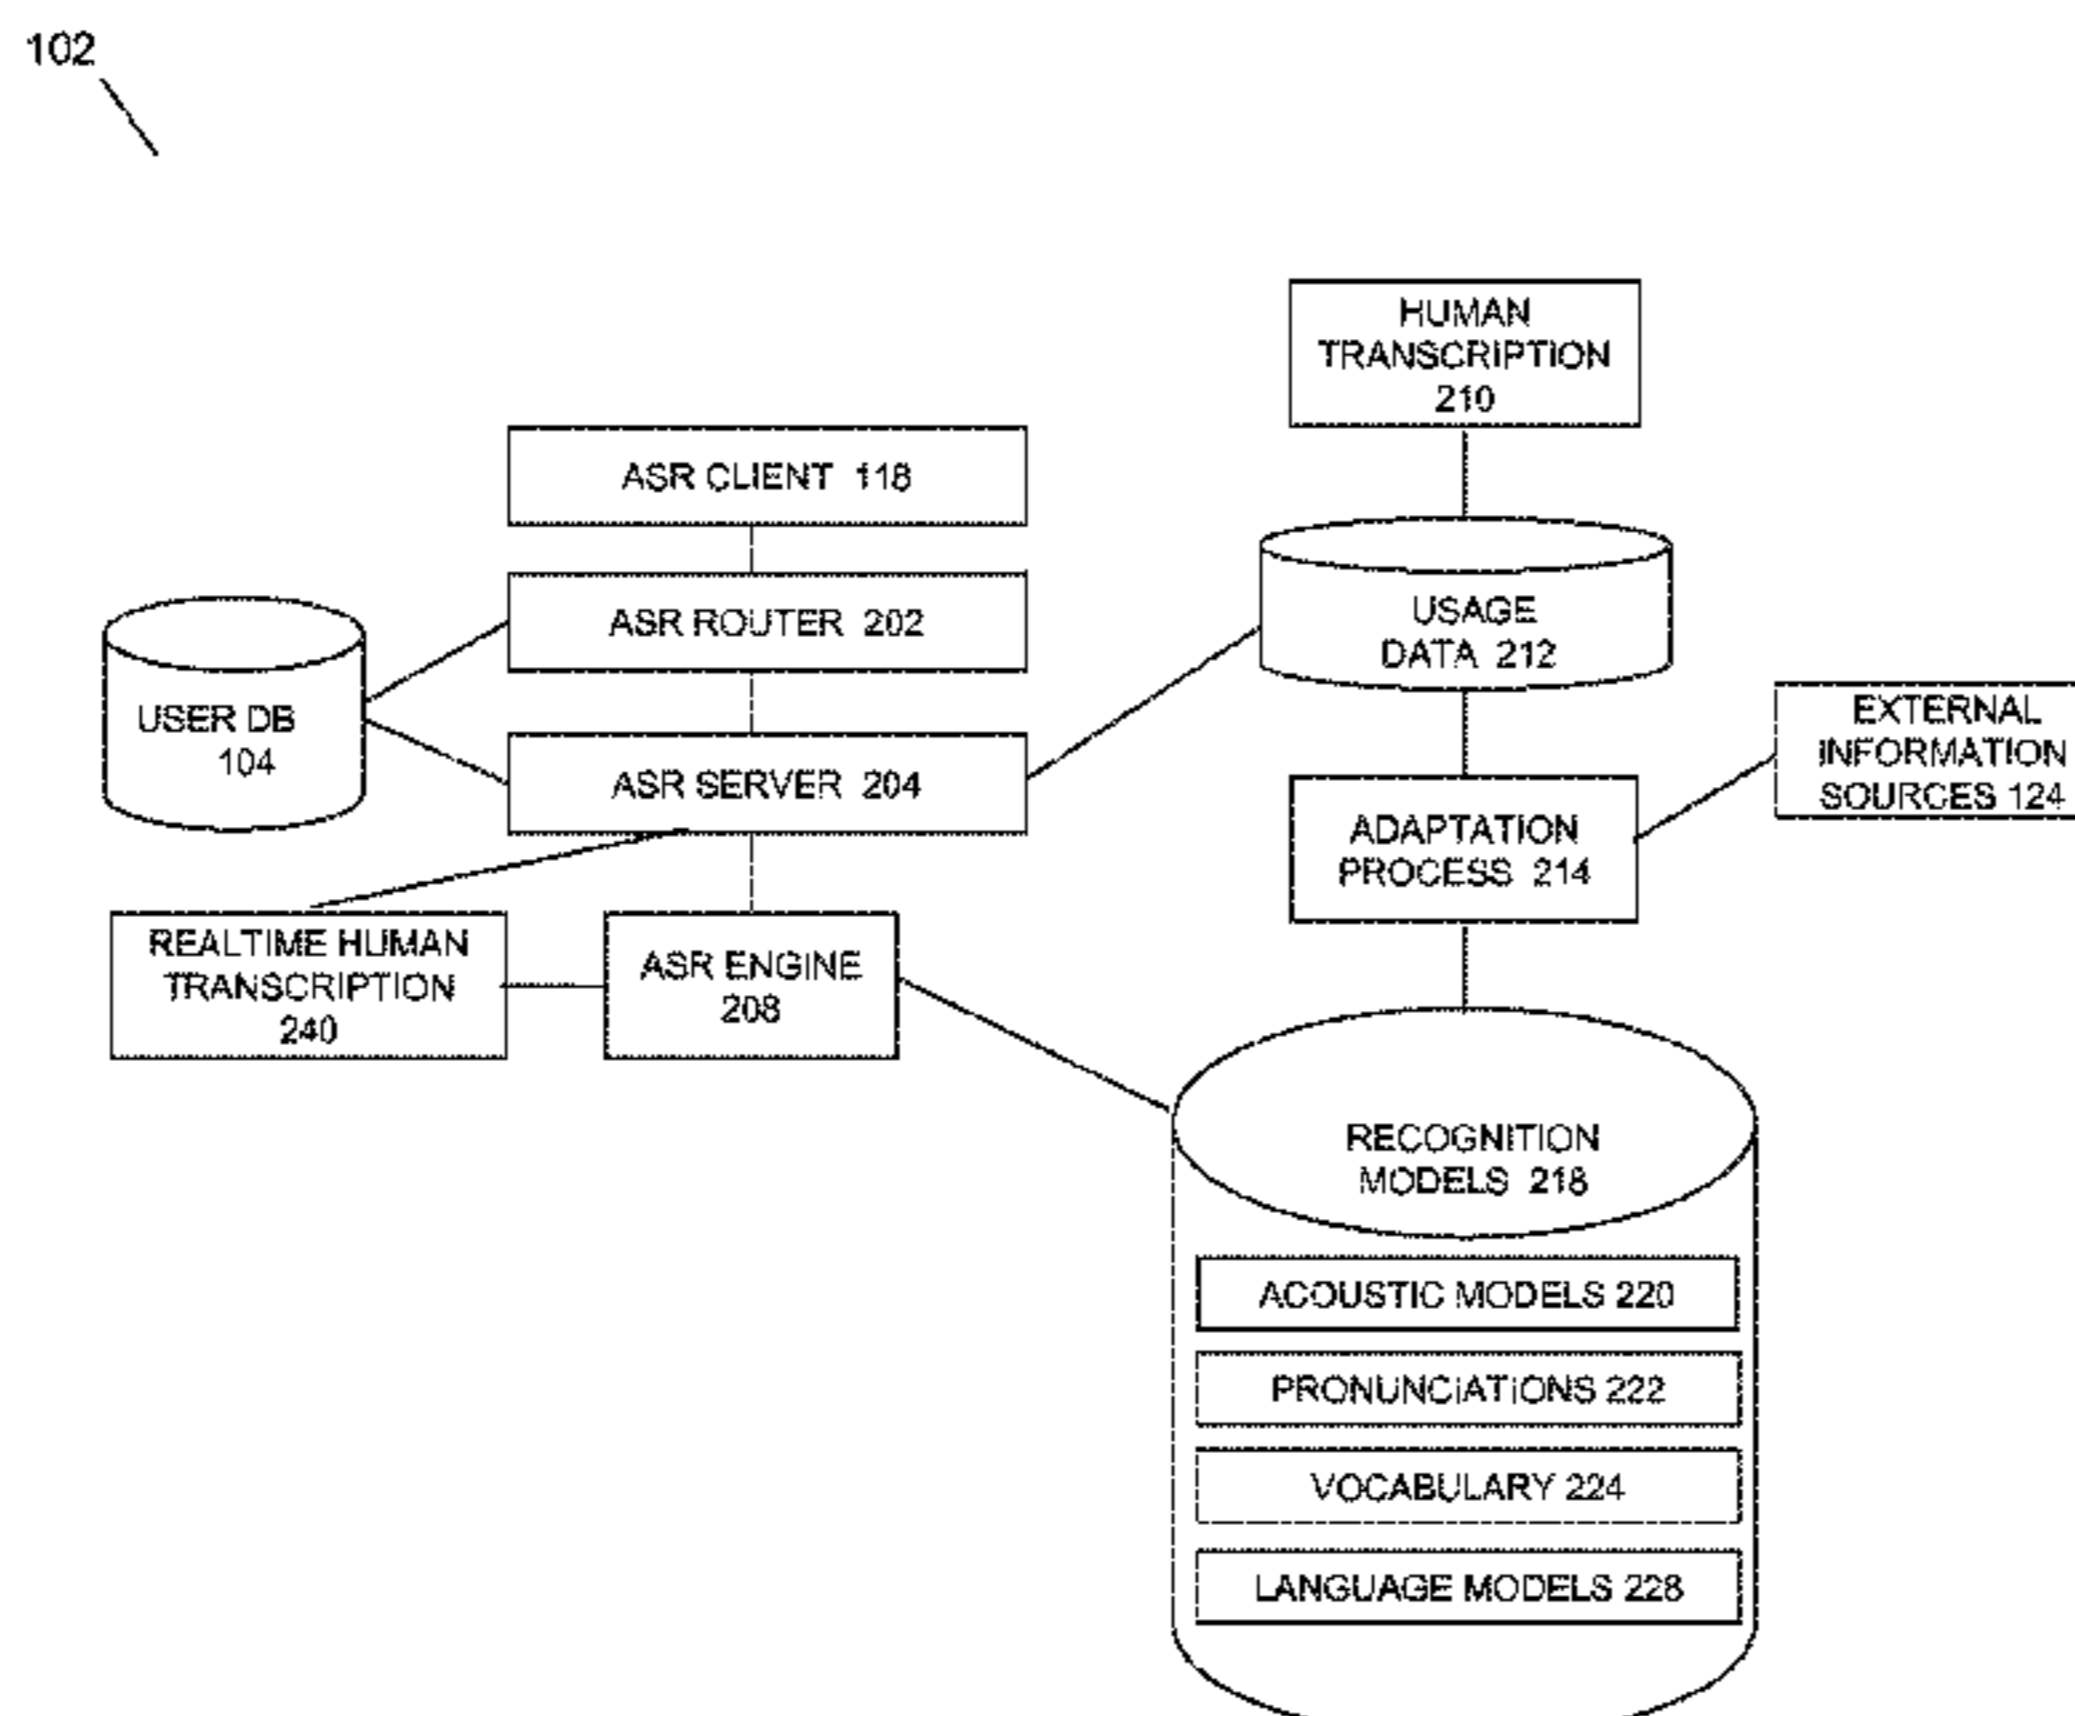 102
HUMAN
TRANSCRIPTION
210
ASR CLIENT 118
USAGE
DATA 212
ASR ROUTER 202
USER DB
104
ASR SERVER 204
EXTERNAL
INFORMATION
SOURCES 124
ADAPTATION
PROCESS 214
REALTIME HUMAN
TRANSCRIPTION
240
ASR ENGINE
208
RECOGNITION
MODELS 218
ACOUSTIC MODELS 220
PRONUNCIATIONS 222
VOCABULARY 224
LANGUAGE MODELS 228